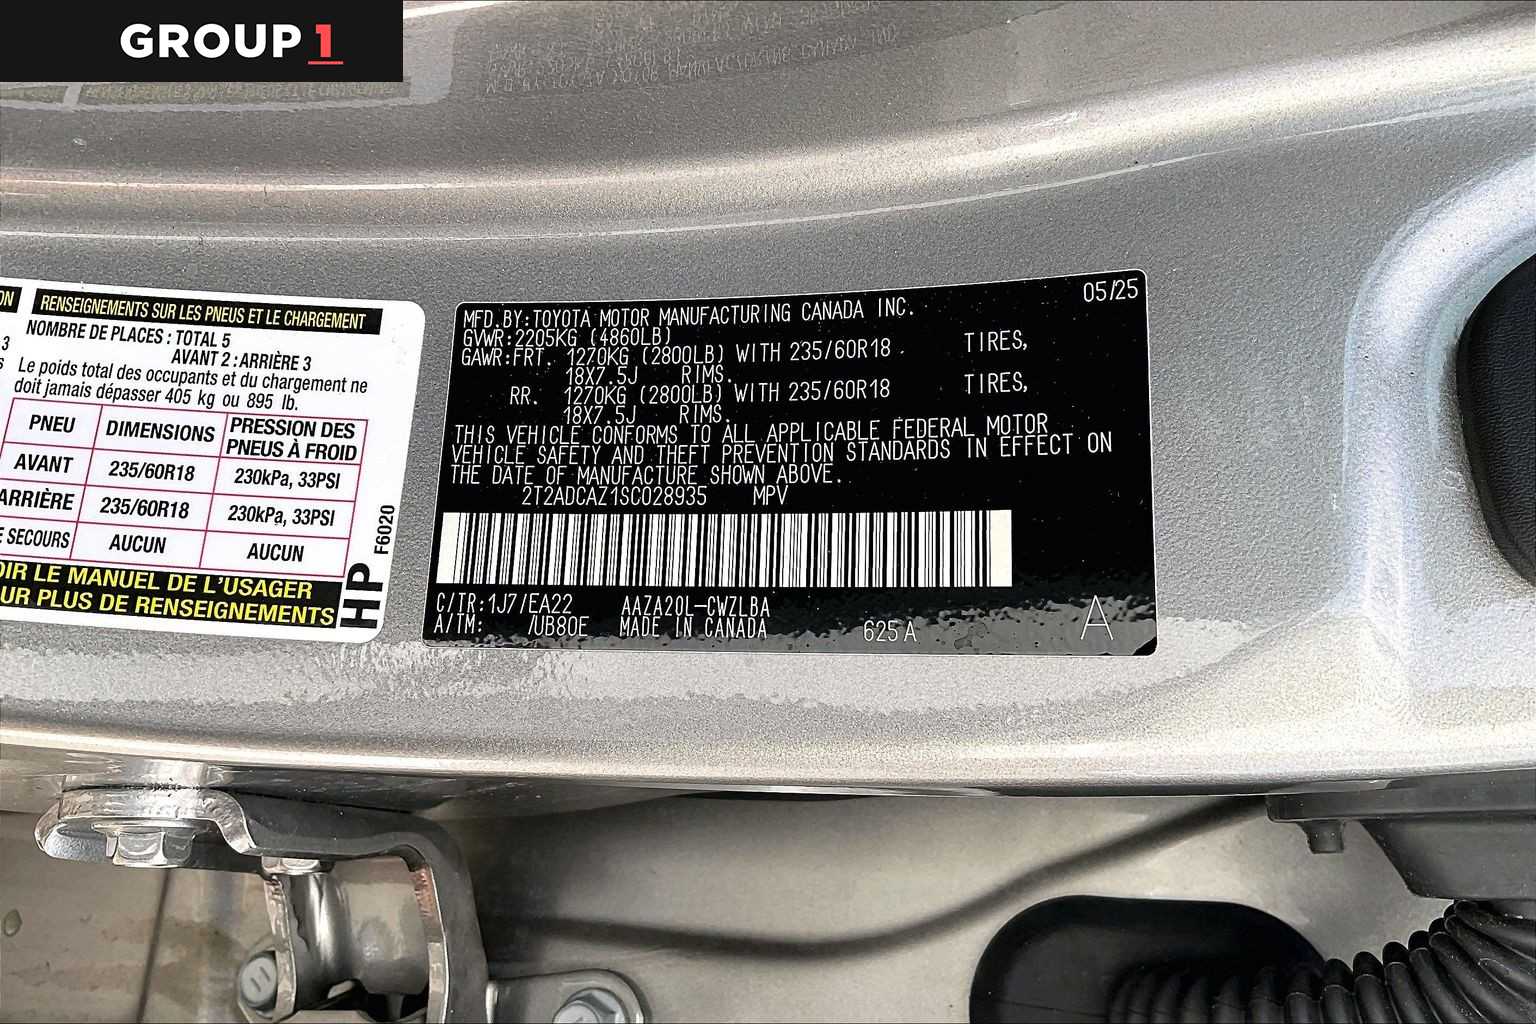 GROUP 1
ON
RENSEIGNEMENTS SUR LES PNEUS ET LE CHARGEMENT
NOMBRE DE PLACES : TOTAL 5
3
AVANT 2 : ARRIÈRE 3
S
Le poids total des occupants et du chargement ne
doit jamais dépasser 405 kg ou 895 lb.
PNEU DIMENSIONS PRESSION DES PNEUS À FROID
AVANT 235/60R18 230kPa, 33PSI
ARRIÈRE 235/60R18 230kPa, 33PSI
E SECOURS AUCUN AUCUN
OIR LE MANUEL DE L'USAGER
UR PLUS DE RENSEIGNEMENTS
HP
F6020
05/25
MFD.BY:TOYOTA MOTOR MANUFACTURING CANADA INC.
GVWR:2205KG (4860LB)
GAWR:FRT. 1270KG (2800LB) WITH 235/60R18 TIRES,
18X7.5J RIMS.
RR. 1270KG (2800LB) WITH 235/60R18 TIRES,
18X7.5J RIMS.
THIS VEHICLE CONFORMS TO ALL APPLICABLE FEDERAL MOTOR
VEHICLE SAFETY AND THEFT PREVENTION STANDARDS IN EFFECT ON
THE DATE OF MANUFACTURE SHOWN ABOVE.
2T2ADCAZ1SC028935 MPV
C/TR:1J7/EA22 AAZA20L-CWZLBA
A/TM: /UB80E MADE IN CANADA 625A A